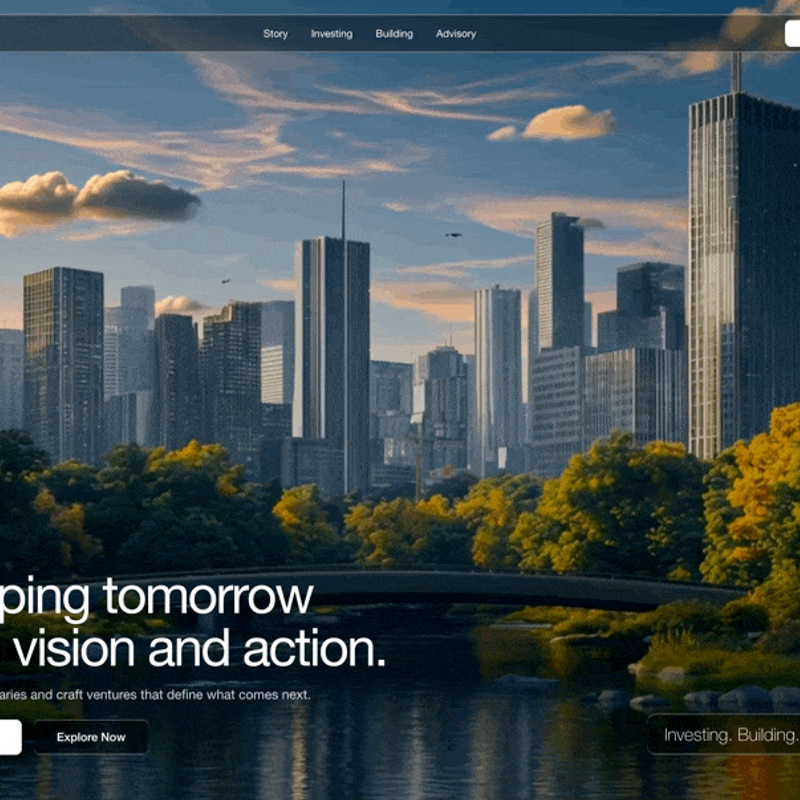 Story Investing Building Advisory
ping tomorrow
vision and action.
aries and craft ventures that define what comes next.
Explore Now
Investing. Building.